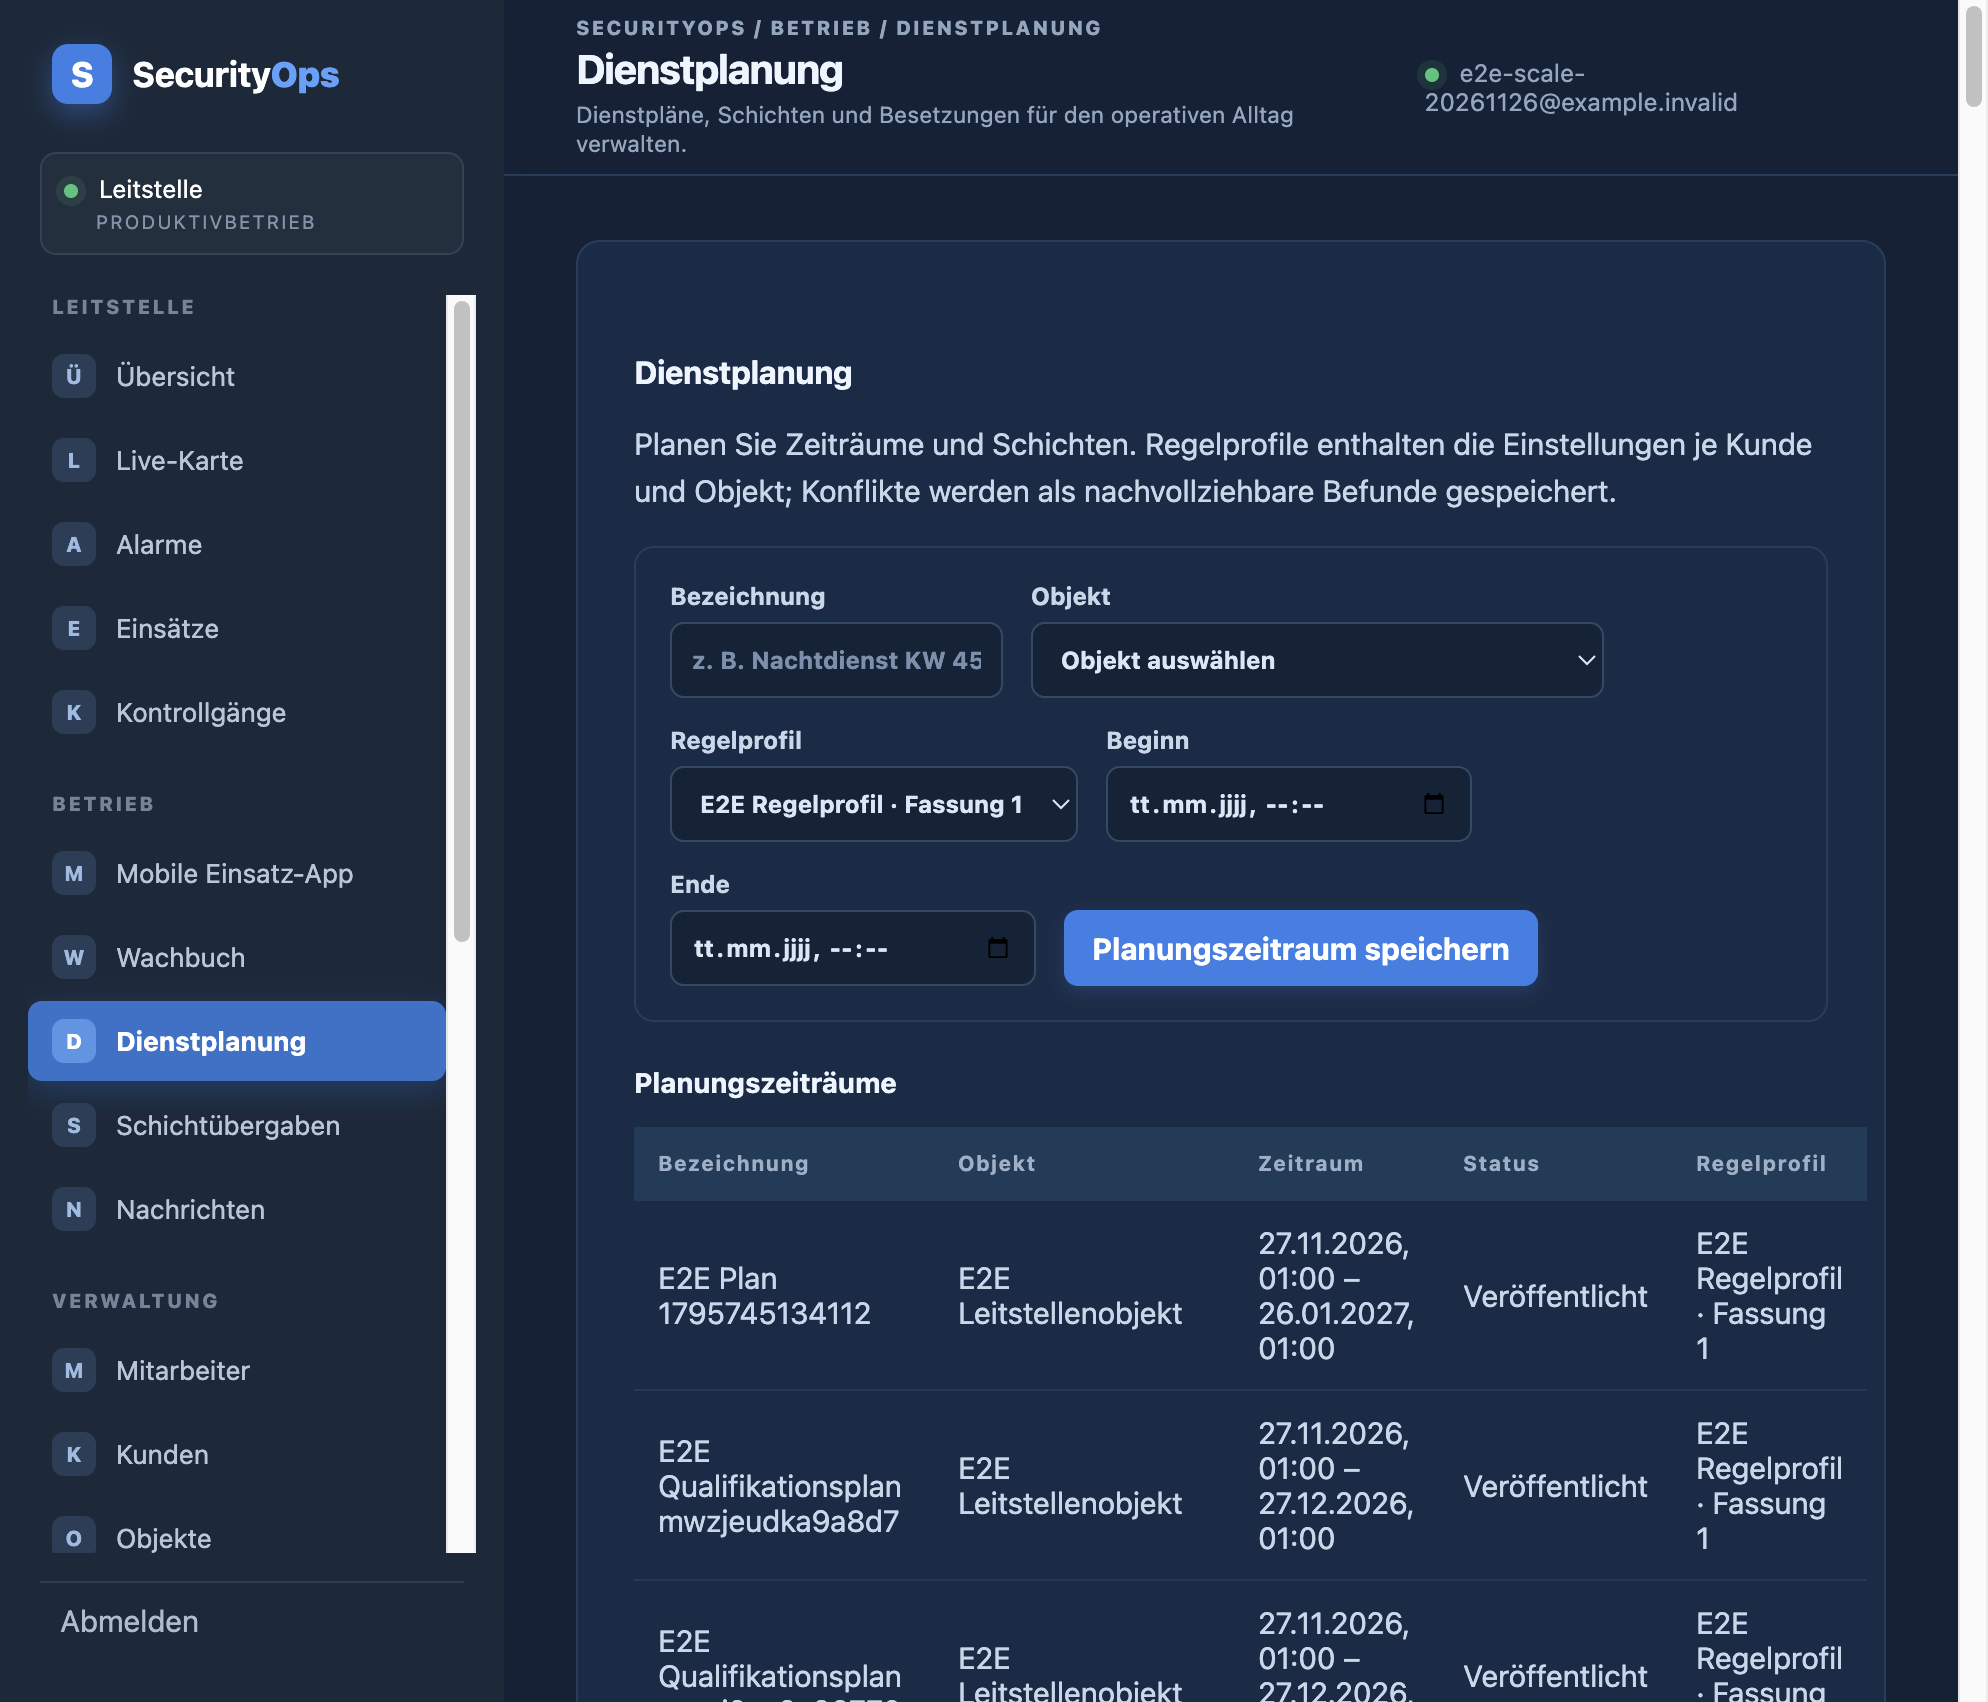 S SecurityOps
Leitstelle
PRODUKTIVBETRIEB
LEITSTELLE
Ü Übersicht
L Live-Karte
A Alarme
E Einsätze
K Kontrollgänge
BETRIEB
M Mobile Einsatz-App
W Wachbuch
D Dienstplanung
S Schichtübergaben
N Nachrichten
VERWALTUNG
M Mitarbeiter
K Kunden
O Objekte
Abmelden
SECURITYOPS / BETRIEB / DIENSTPLANUNG
Dienstplanung
Dienstpläne, Schichten und Besetzungen für den operativen Alltag
verwalten.
e2e-scale-
20261126@example.invalid
Dienstplanung
Planen Sie Zeiträume und Schichten. Regelprofile enthalten die Einstellungen je Kunde
und Objekt; Konflikte werden als nachvollziehbare Befunde gespeichert.
Bezeichnung Objekt
z. B. Nachtdienst KW 45 Objekt auswählen
Regelprofil Beginn
E2E Regelprofil · Fassung 1 tt.mm.jjjj, --:--
Ende
tt.mm.jjjj, --:-- Planungszeitraum speichern
Planungszeiträume
Bezeichnung Objekt Zeitraum Status Regelprofil
E2E Plan
1795745134112
E2E
Leitstellenobjekt
27.11.2026,
01:00 –
26.01.2027,
01:00
Veröffentlicht
E2E
Regelprofil
· Fassung
1
E2E
Qualifikationsplan
mwzjeudka9a8d7
E2E
Leitstellenobjekt
27.11.2026,
01:00 –
27.12.2026,
01:00
Veröffentlicht
E2E
Regelprofil
· Fassung
1
E2E
Qualifikationsplan
E2E
Leitstellenobjekt
27.11.2026,
01:00 –
27.12.2026,
Veröffentlicht
E2E
Regelprofil
· Fassung